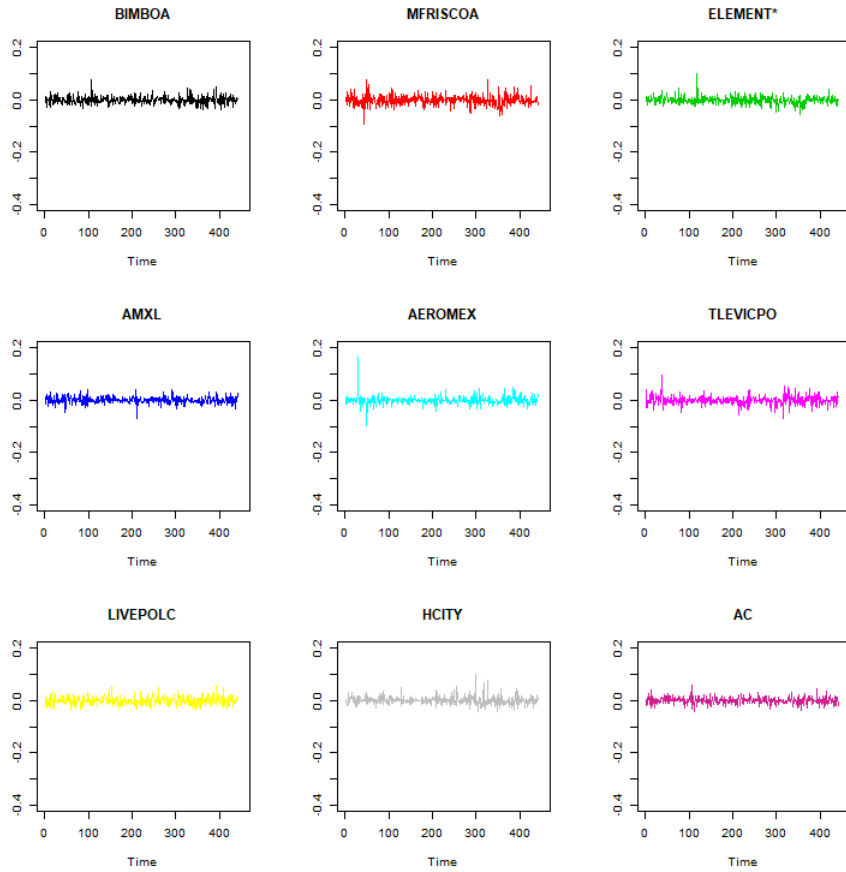 BIMBOA MFRISCOA ELEMENT*
0.2 0.2 0.2
0.0 0.0 0.0
-0.2 -0.2 -0.2
-0.4 -0.4 -0.4
0 100 200 300 400 0 100 200 300 400 0 100 200 300 400
Time Time Time
AMXL AEROMEX TLEVICPO
0.2 0.2 0.2
0.0 0.0 0.0
-0.2 -0.2 -0.2
-0.4 -0.4 -0.4
0 100 200 300 400 0 100 200 300 400 0 100 200 300 400
Time Time Time
LIVEPOLC HCITY AC
0.2 0.2 0.2
0.0 0.0 0.0
-0.2 -0.2 -0.2
-0.4 -0.4 -0.4
0 100 200 300 400 0 100 200 300 400 0 100 200 300 400
Time Time Time